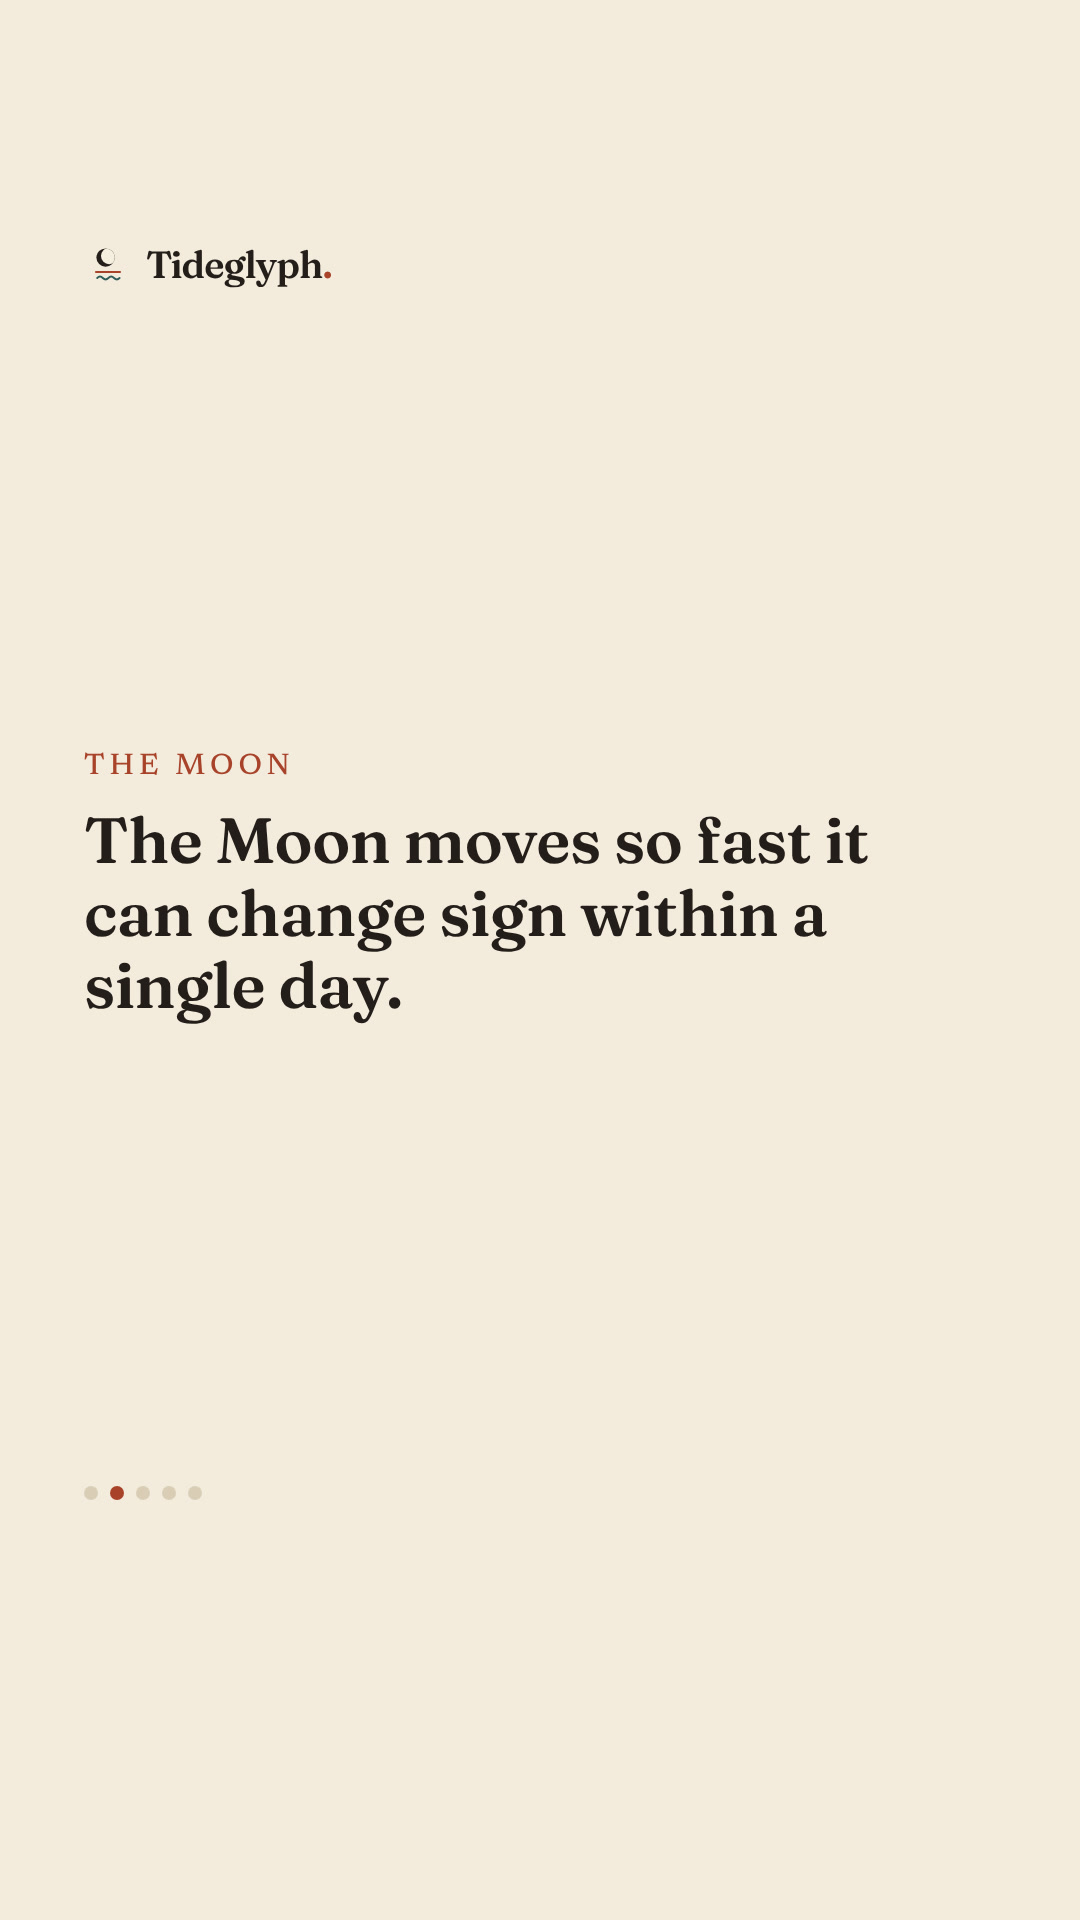 Tideglyph.
THE MOON
The Moon moves so fast it
can change sign within a
single day.